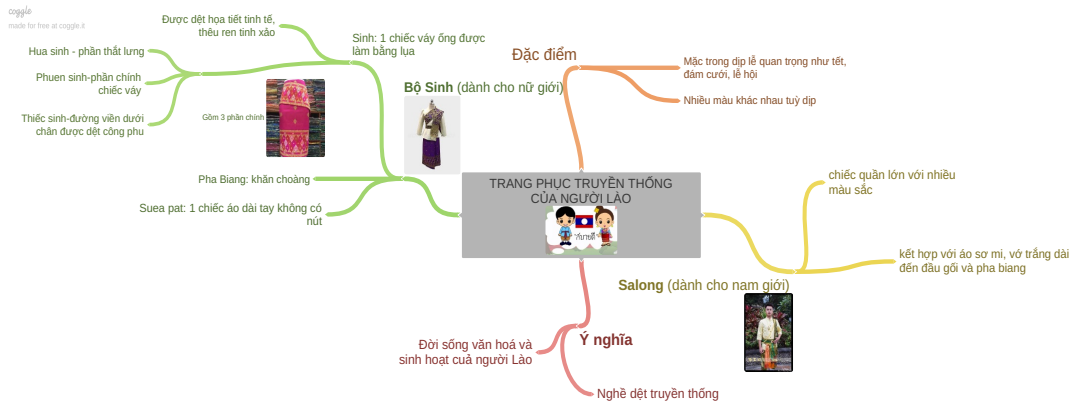 coggle
made for free at coggle.it
Được dệt họa tiết tinh tế,
thêu ren tinh xảo
Hua sinh - phần thắt lưng
Phuen sinh-phần chính
chiếc váy
Thiếc sinh-đường viền dưới
chân được dệt công phu
Sinh: 1 chiếc váy ống được
làm bằng lụa
Gồm 3 phần chính
Bộ Sinh (dành cho nữ giới)
Pha Biang: khăn choàng
Suea pat: 1 chiếc áo dài tay không có
nút
Đặc điểm
Mặc trong dịp lễ quan trọng như tết,
đám cưới, lễ hội
Nhiều màu khác nhau tuỳ dịp
TRANG PHỤC TRUYỀN THỐNG
CỦA NGƯỜI LÀO
chiếc quần lớn với nhiều
màu sắc
kết hợp với áo sơ mi, vớ trắng dài
đến đầu gối và pha biang
Salong (dành cho nam giới)
Ý nghĩa
Đời sống văn hoá và
sinh hoạt cuả người Lào
Nghề dệt truyền thống